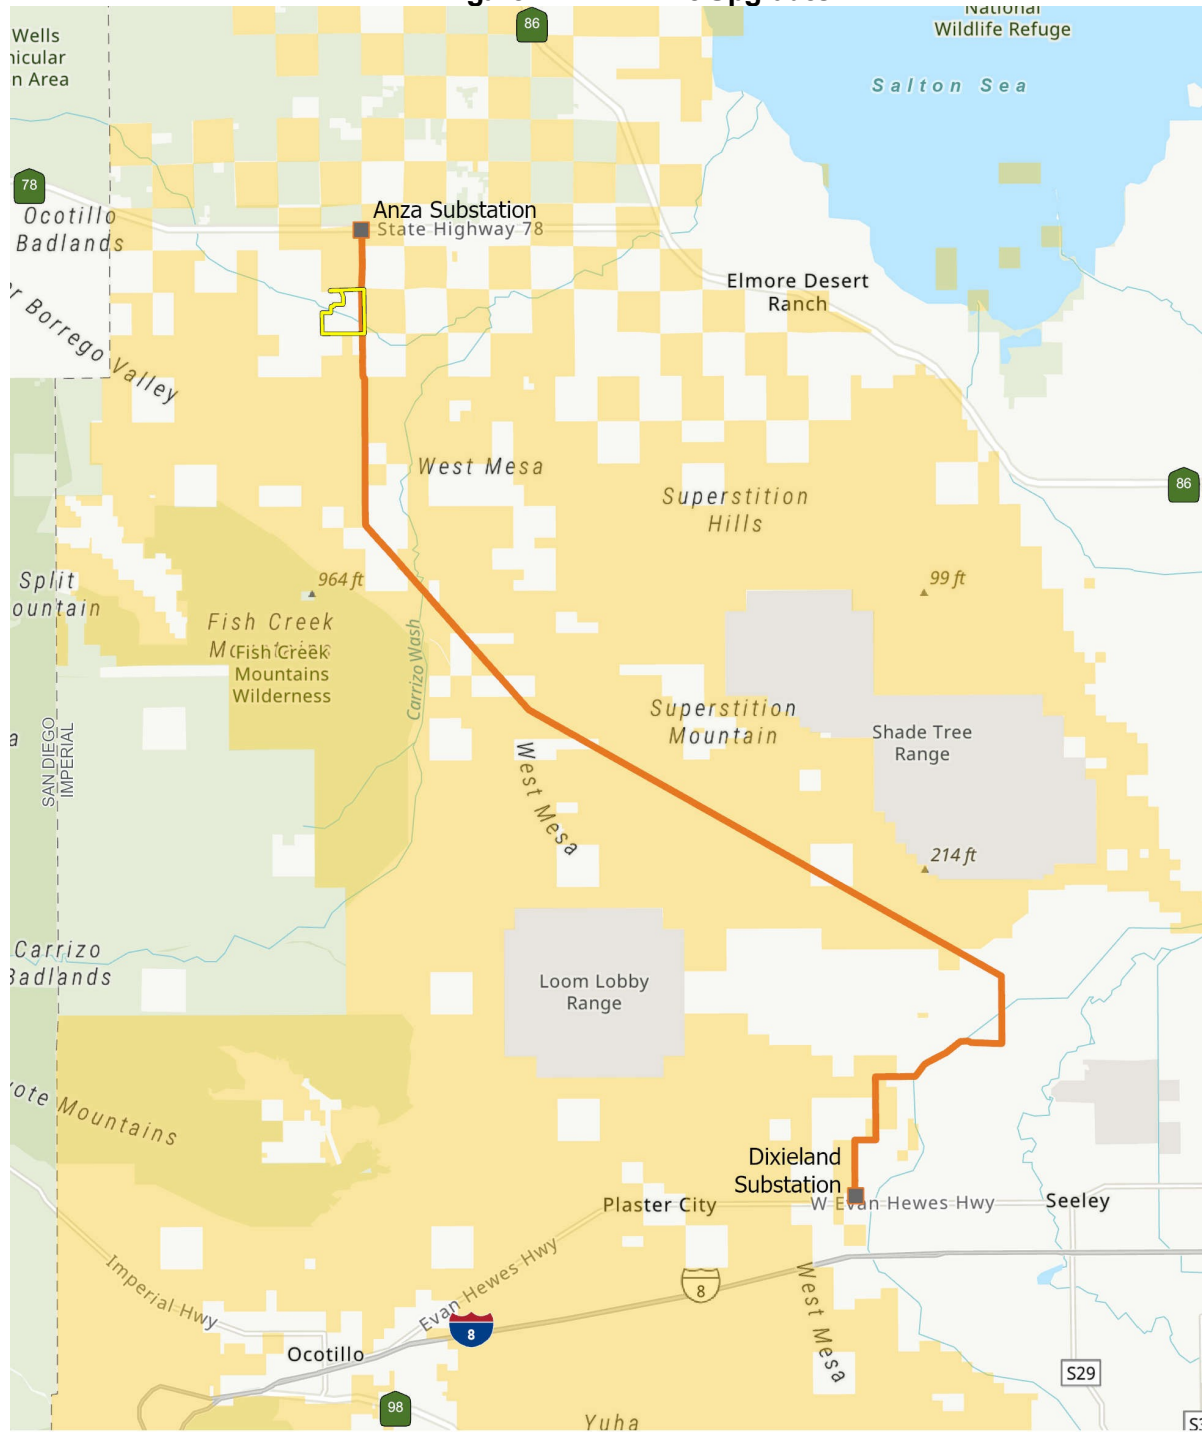 86
National
Wildlife Refuge
Wells
Area
Salton Sea
78
Ocotillo
Badlands
Anza Substation
State Highway 78
Elmore Desert
Ranch
Borrego Valley
West Mesa
Superstition
Hills
86
Split
964 ft
99 ft
Fish Creek
Fish Creek
Mountains
Wilderness
Carrizo Wash
Superstition
Mountain
Shade Tree
Range
SAN DIEGO
IMPERIAL
West Mesa
214 ft
Carrizo
Badlands
Loom Lobby
Range
Mountains
Dixieland
Substation
Plaster City
W Evan Hewes Hwy
Seeley
Imperial Hwy
Evan Hewes Hwy
8
8
West Mesa
Ocotillo
S29
98
Yuha